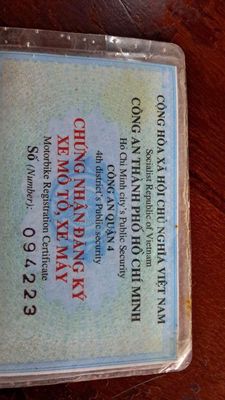 CỘNG HÒA XÃ HỘI CHỦ NGHĨA VIỆT NAM
Socialist Republic of Vietnam
CÔNG AN THÀNH PHỐ HỒ CHÍ MINH
Ho Chi Minh city's Public Security
CÔNG AN QUẬN 4
4th district's Public security
CHỨNG NHẬN ĐĂNG KÝ
XE MÔ TÔ, XE MÁY
Motorbike Registration Certificate
Số (Number): 094223